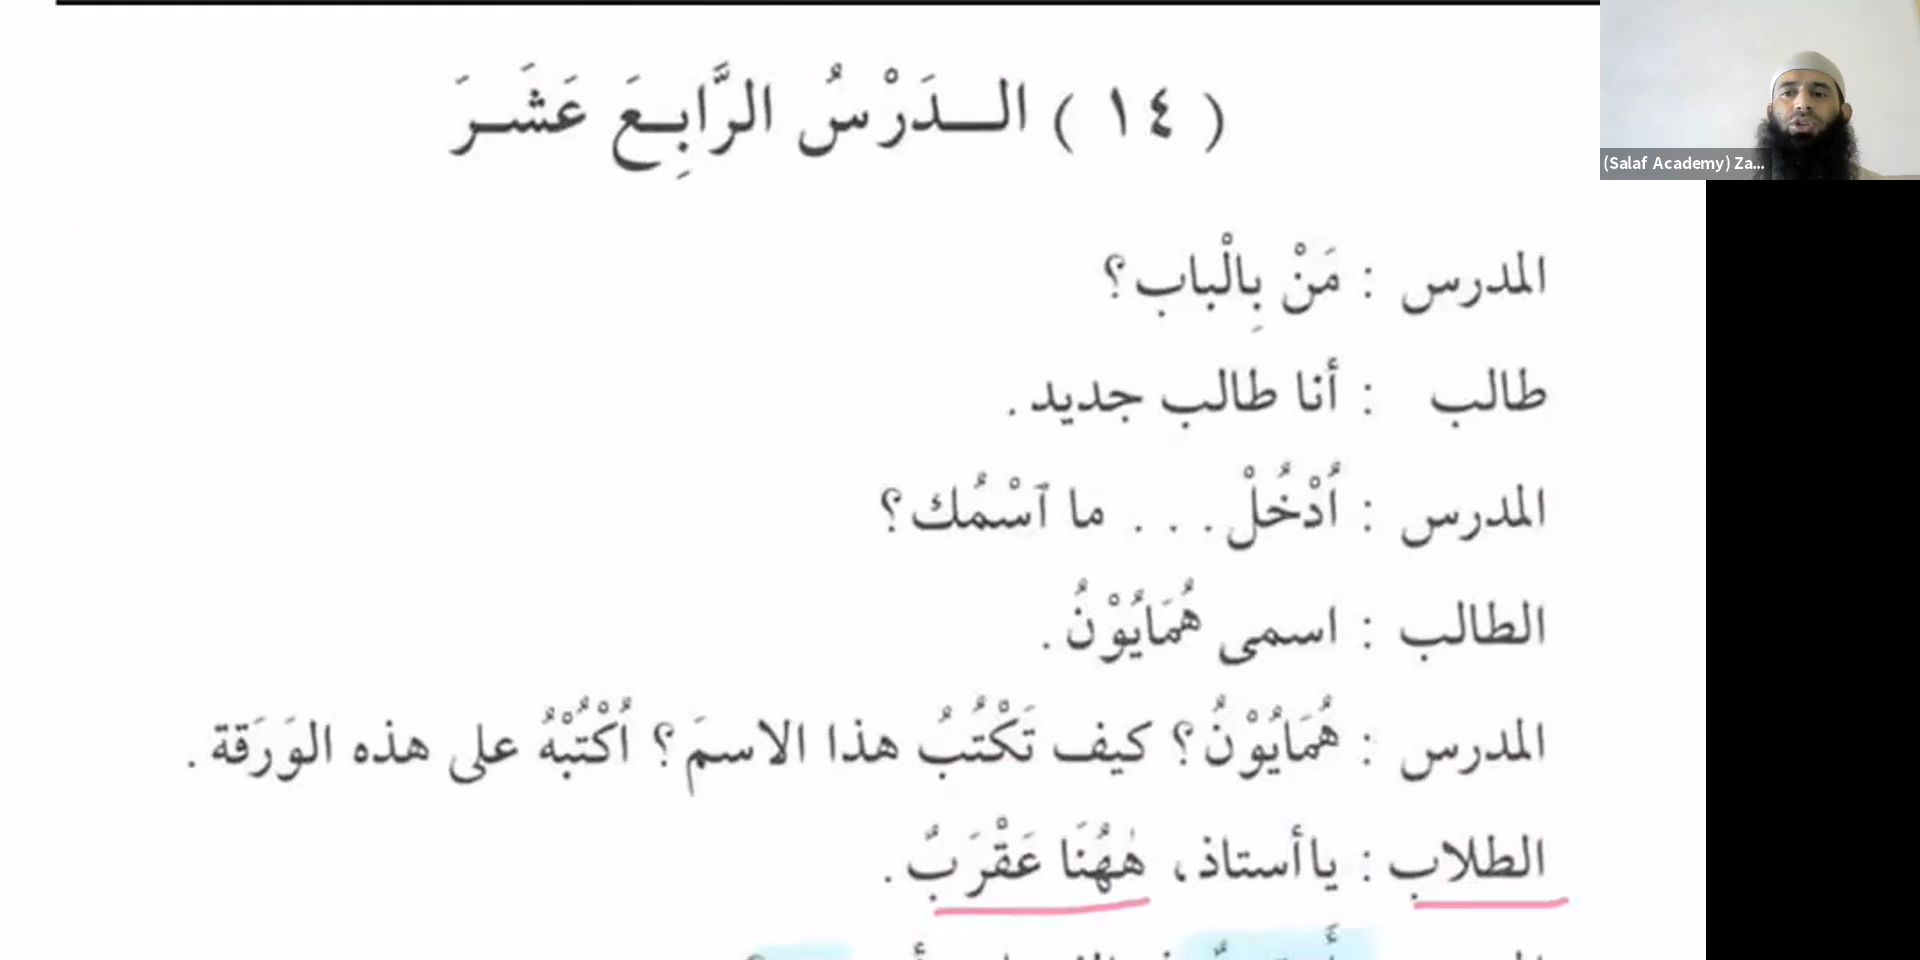 ( ١٤ ) الـدَرْسُ الرَّابِـعَ عَشَـرَ
(Salaf Academy) Za...
المدرس : مَنْ بِالْباب؟
طالب : أنا طالب جديد .
المدرس : اُدْخُلْ . . . ما ٱسْمُك؟
الطالب : اسمى هُمَايُوْنُ .
المدرس : هُمَايُوْنُ؟ كيف تَكْتُبُ هذا الاسمَ؟ اُكْتُبْهُ على هذه الوَرَقة .
الطلاب : ياأستاذ، هٰهُنَا عَقْرَبٌ .